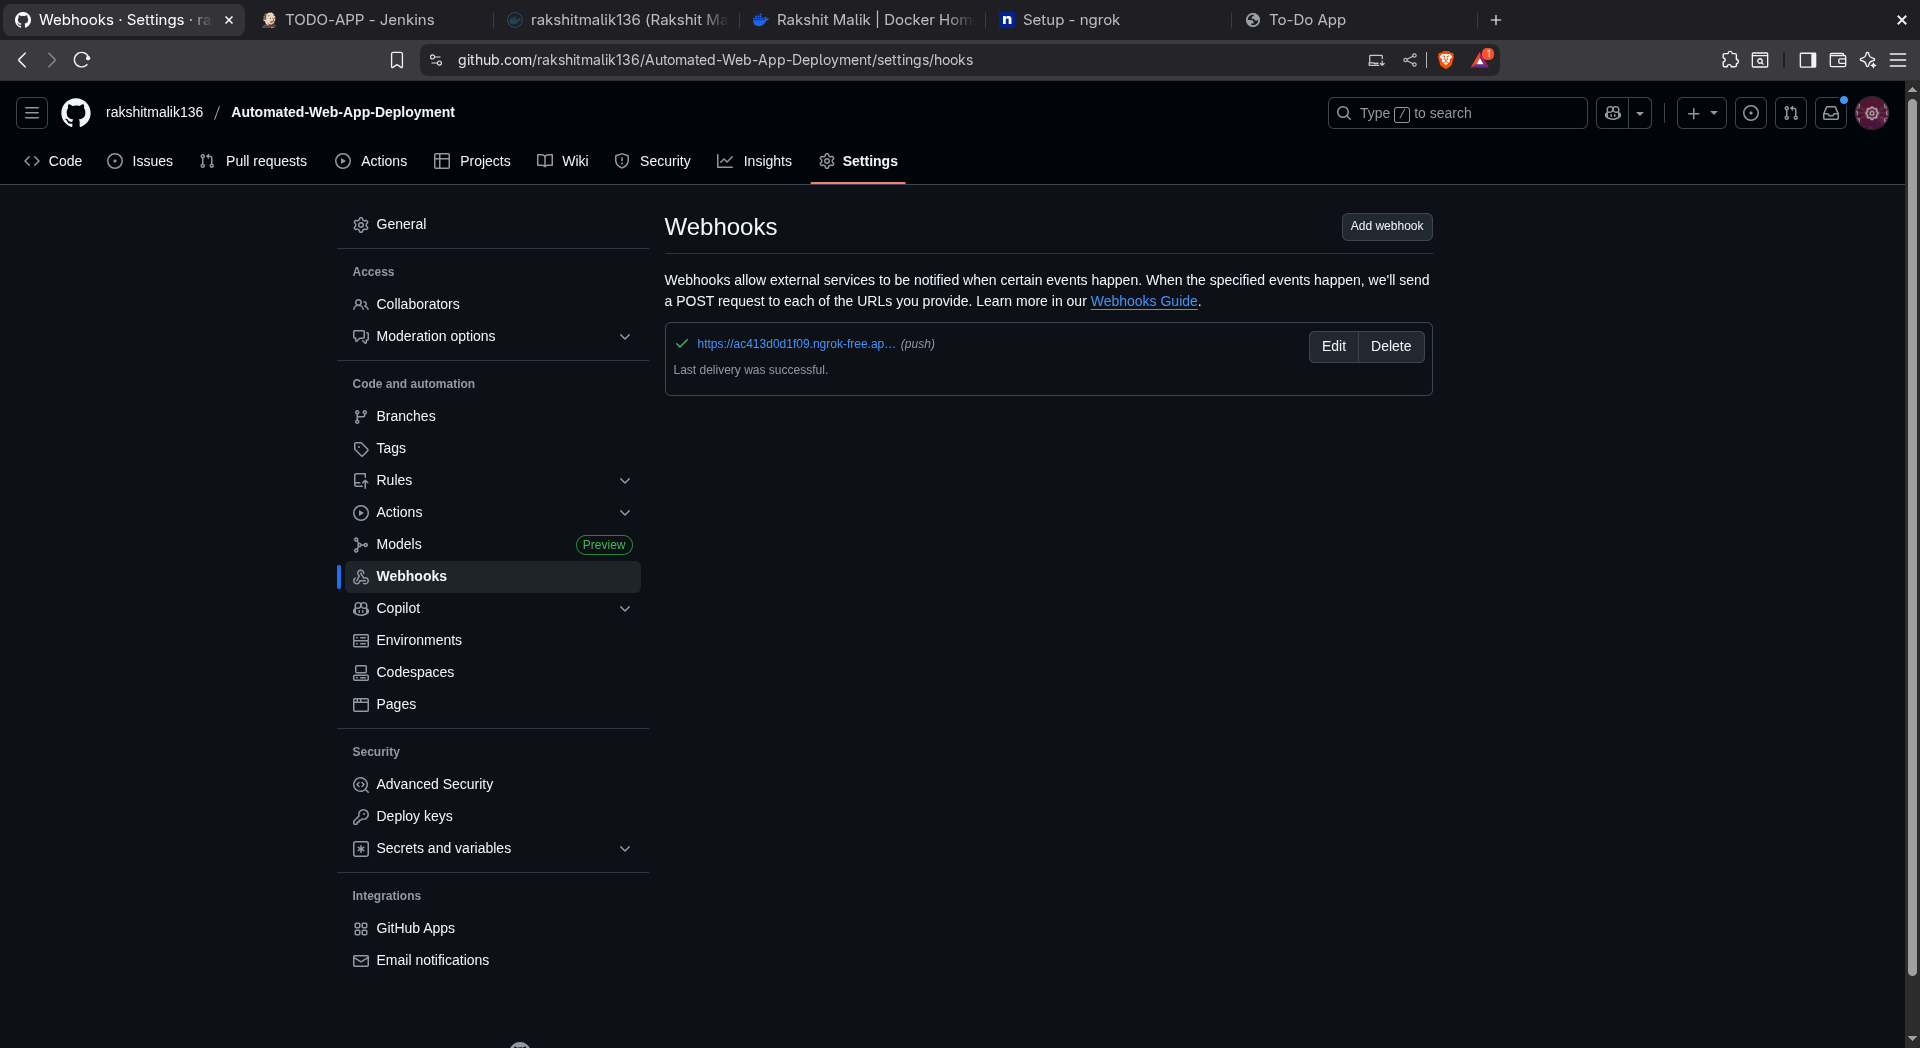 Webhooks · Settings · ra
TODO-APP - Jenkins
rakshitmalik136 (Rakshit Ma
Rakshit Malik | Docker Hom
Setup - ngrok
To-Do App
github.com/rakshitmalik136/Automated-Web-App-Deployment/settings/hooks
1
rakshitmalik136 / Automated-Web-App-Deployment
Type / to search
Code
Issues
Pull requests
Actions
Projects
Wiki
Security
Insights
Settings
General
Access
Collaborators
Moderation options
Code and automation
Branches
Tags
Rules
Actions
Models
Preview
Webhooks
Copilot
Environments
Codespaces
Pages
Security
Advanced Security
Deploy keys
Secrets and variables
Integrations
GitHub Apps
Email notifications
Webhooks
Add webhook
Webhooks allow external services to be notified when certain events happen. When the specified events happen, we'll send
a POST request to each of the URLs you provide. Learn more in our Webhooks Guide.
https://ac413d0d1f09.ngrok-free.ap… (push)
Edit
Delete
Last delivery was successful.